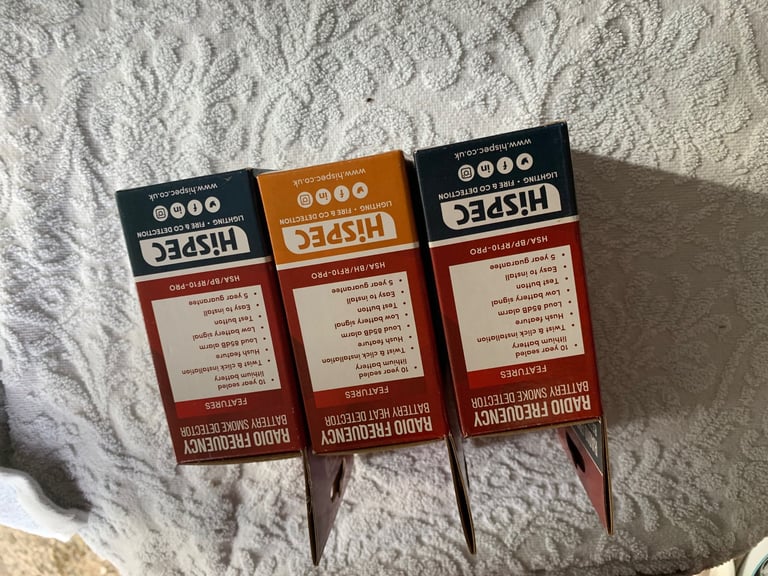 RADIO FREQUENCY
BATTERY SMOKE DETECTOR
FEATURES
• 10 year sealed
lithium battery
• Twist & click installation
• Hush feature
• Loud 85dB alarm
• Low battery signal
• Test button
• Easy to install
• 5 year guarantee
HSA/BP/RF10-PRO
HiSPEC
LIGHTING • FIRE & CO DETECTION
www.hispec.co.uk
RADIO FREQUENCY
BATTERY HEAT DETECTOR
FEATURES
• 10 year sealed
lithium battery
• Twist & click installation
• Hush feature
• Loud 85dB alarm
• Low battery signal
• Test button
• Easy to install
• 5 year guarantee
HSA/BH/RF10-PRO
HiSPEC
LIGHTING • FIRE & CO DETECTION
www.hispec.co.uk
RADIO FREQUENCY
BATTERY SMOKE DETECTOR
FEATURES
• 10 year sealed
lithium battery
• Twist & click installation
• Hush feature
• Loud 85dB alarm
• Low battery signal
• Test button
• Easy to install
• 5 year guarantee
HSA/BP/RF10-PRO
HiSPEC
LIGHTING • FIRE & CO DETECTION
www.hispec.co.uk